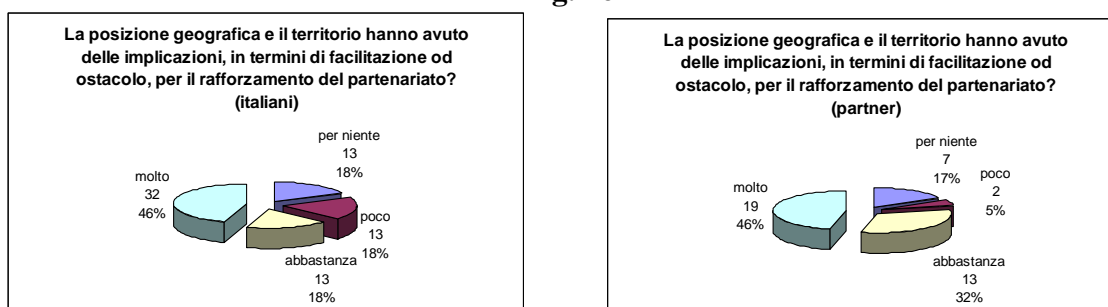 La posizione geografica e il territorio hanno avuto
delle implicazioni, in termini di facilitazione od
ostacolo, per il rafforzamento del partenariato?
(italiani)
per niente
13
18%
poco
13
18%
abbastanza
13
18%
molto
32
46%
La posizione geografica e il territorio hanno avuto
delle implicazioni, in termini di facilitazione od
ostacolo, per il rafforzamento del partenariato?
(partner)
per niente
7
17%
poco
2
5%
abbastanza
13
32%
molto
19
46%